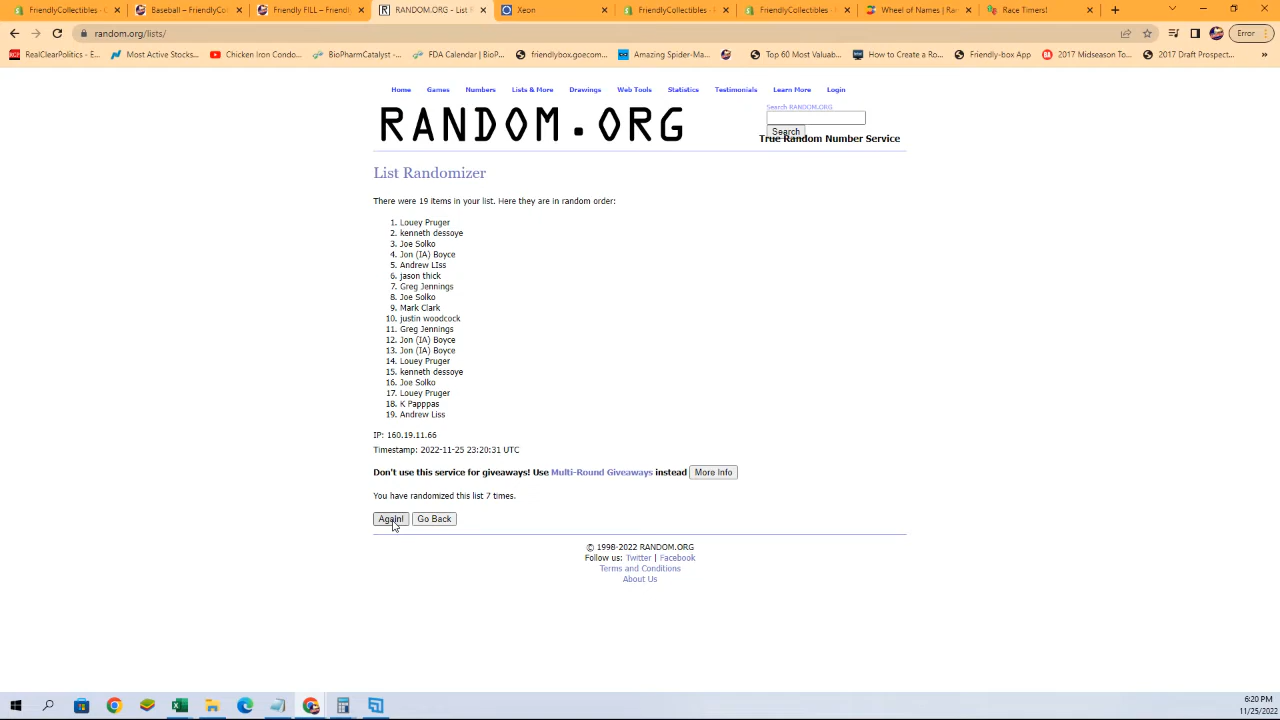 FriendlyCollectibles - L
Baseball – FriendlyCo
Friendly FILL – Friend
RANDOM.ORG - List R
Xeon
FriendlyCollectibles -
FriendlyCollectibles -
Wheel of Names | Ra
Race Timers!
random.org/lists/
Error
RealClearPolitics - E...
Most Active Stocks...
Chicken Iron Condo...
BioPharmCatalyst -...
FDA Calendar | BioP...
friendlybox.goecom...
Amazing Spider-Ma...
Top 60 Most Valuab...
How to Create a Ro...
Friendly-box App
2017 Midseason To...
2017 Draft Prospect...
»
Home
Games
Numbers
Lists & More
Drawings
Web Tools
Statistics
Testimonials
Learn More
Login
RANDOM.ORG
Search RANDOM.ORG
Search
True Random Number Service
List Randomizer
There were 19 items in your list. Here they are in random order:
1. Louey Pruger
2. kenneth dessoye
3. Joe Solko
4. Jon (IA) Boyce
5. Andrew LIss
6. jason thick
7. Greg Jennings
8. Joe Solko
9. Mark Clark
10. justin woodcock
11. Greg Jennings
12. Jon (IA) Boyce
13. Jon (IA) Boyce
14. Louey Pruger
15. kenneth dessoye
16. Joe Solko
17. Louey Pruger
18. K Papppas
19. Andrew Liss
IP: 160.19.11.66
Timestamp: 2022-11-25 23:20:31 UTC
Don't use this service for giveaways! Use Multi-Round Giveaways instead More Info
You have randomized this list 7 times.
Again! Go Back
© 1998-2022 RANDOM.ORG
Follow us: Twitter | Facebook
Terms and Conditions
About Us
6:20 PM
11/25/2022